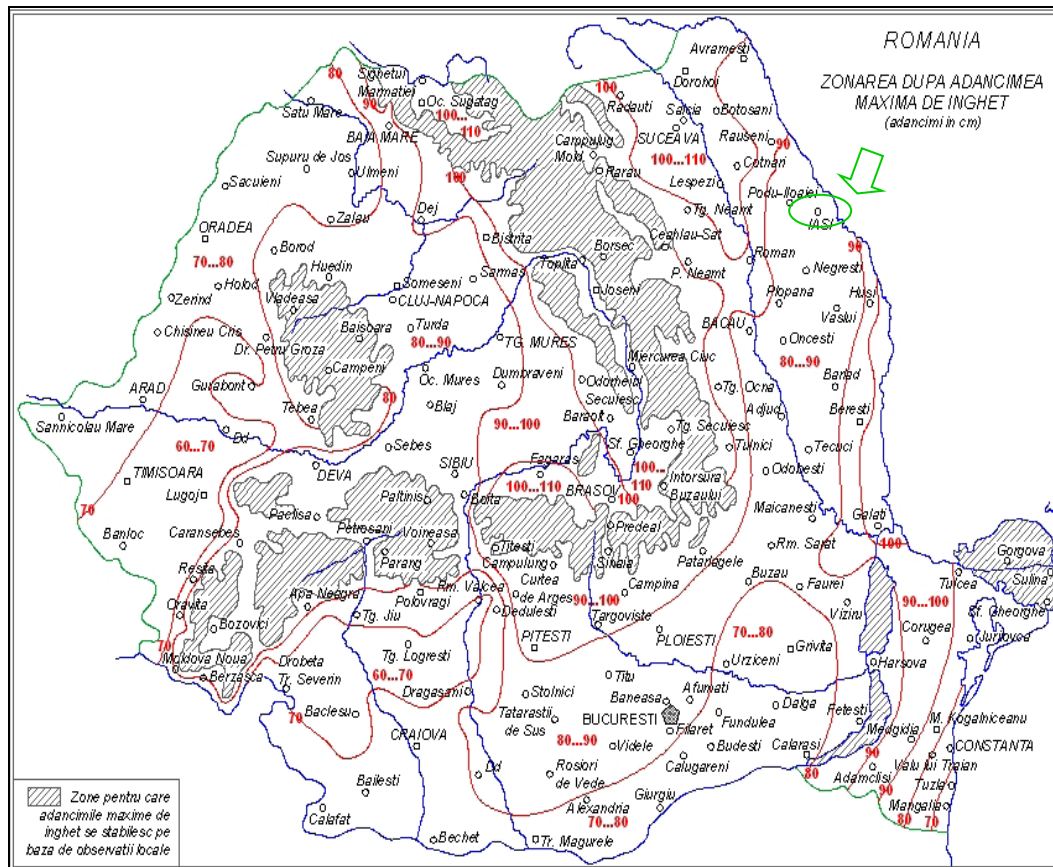 ROMANIA
ZONAREA DUPA ADANCIMEA
MAXIMA DE INGHET
(adancimi in cm)
Avramesti
Dorohoi
80
Sighetul
Marmatiei
90
Oc. Sugatag
100...
110
100
Radauti
Salcia
Botosani
Satu Mare
BAIA MARE
SUCEAVA
Rauseni
90
100...110
Campulug
Mold.
Cotnari
Supuru de Jos
Ulmeni
100
Rarau
Lespezi
Podu-Iloaiei
Sacuieni
IASI
Zalau
Dej
Tg. Neamt
ORADEA
Bistrita
Ceahlau-Sat
90
Borod
Borsec
Roman
70...80
Toplita
P. Neamt
Negresti
Huedin
Sarmas
Holod
Someseni
Zerind
Vladeasa
CLUJ-NAPOCA
Joseni
Plopana
Husi
Vaslui
Chisineu Cris
Baisoara
Turda
BACAU
80...90
TG. MURES
Oncesti
Dr. Petru Groza
80...90
Miercurea Ciuc
Campeni
Oc. Mures
Dumbraveni
Odorheiu
Secuiesc
Tg. Ocna
Barlad
Gurabont
ARAD
80
Blaj
Baraolt
Adjud
Beresti
Tebea
Sannicolau Mare
Dd
90...100
Tg. Seculesc
60...70
Sebes
Sf. Gheorghe
Tulnici
Tecuci
TIMISOARA
DEVA
SIBIU
Fagaras
100...
110
Odobesti
Lugoj
Paltinis
Boita
100...110
BRASOV
100
Intorsura
Buzaului
70
Paclisa
Maicanesti
Galati
Banloc
Caransebes
Petrosani
Voineasa
Predeal
100
Titesti
Rm. Sarat
Gorgova
Resita
Parang
Campulung
Sinaia
Patarlagele
Tulcea
Sulina
Oravita
Apa Neagra
Rm. Valcea
Curtea
de Arges
Campina
Buzau
Faurei
Polovragi
90...100
90...100
Sf. Gheorghe
Bozovici
Tg. Jiu
Dedulesti
Targoviste
Viziru
Corugea
Jurilovca
70
Moldova Noua
PITESTI
PLOIESTI
70...80
Grivita
Drobeta
Tr. Severin
Tg. Logresti
Urziceni
Harsova
Berzasca
60...70
Titu
Dragasani
Stolnici
Baneasa
Afumati
70
Baclesu
Tatarastii
de Sus
BUCURESTI
Dalga
Fetesti
M. Kogalniceanu
CRAIOVA
Filaret
Fundulea
Medgidia
80...90
Videle
Budesti
Calarasi
90
CONSTANTA
Dd
Rosiori
de Vede
Calugareni
80
Adamclisi
Valu lui Traian
Bailesti
90
Tuzla
Calafat
Alexandria
Giurgiu
Mangalia
70...80
80
70
Bechet
Tr. Magurele
Zone pentru care
adancimile maxime de
inghet se stabilesc pe
baza de observatii locale